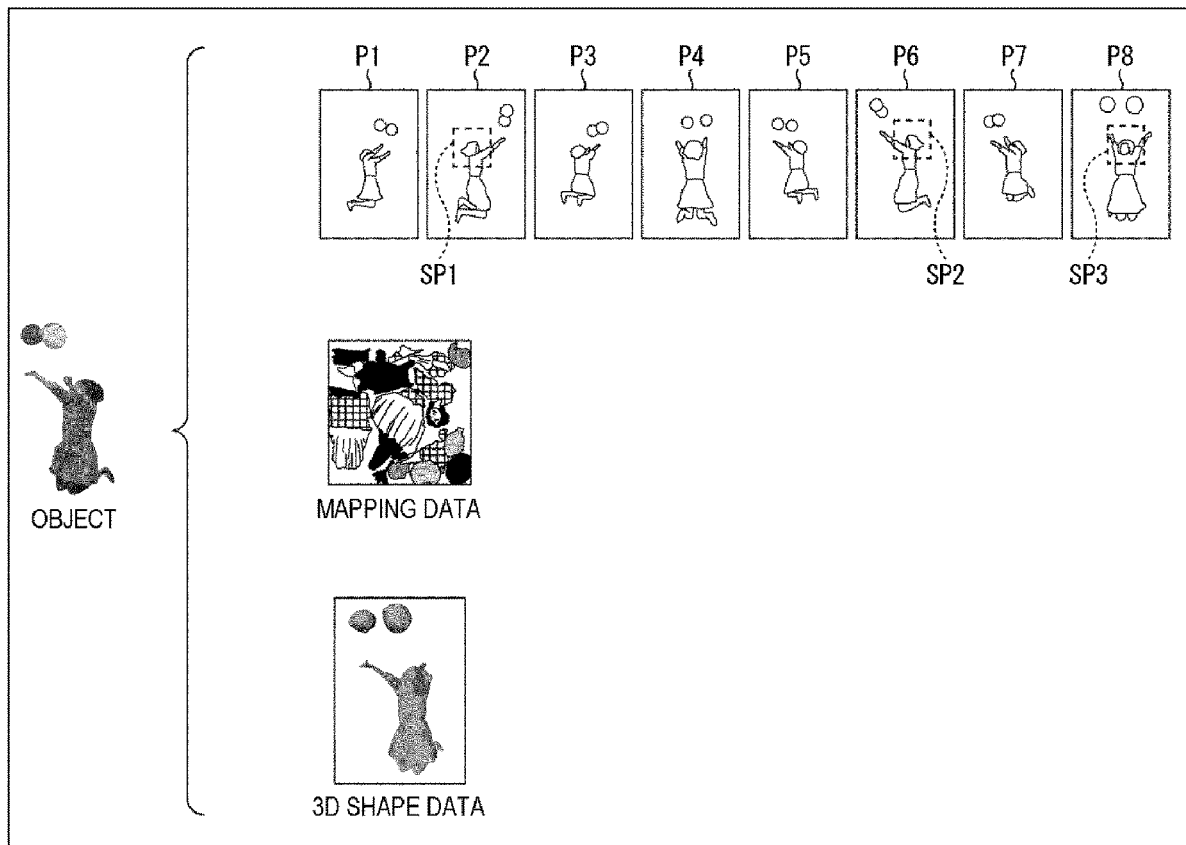 P1 P2 P3 P4 P5 P6 P7 P8
SP1 SP2 SP3
OBJECT
MAPPING DATA
3D SHAPE DATA